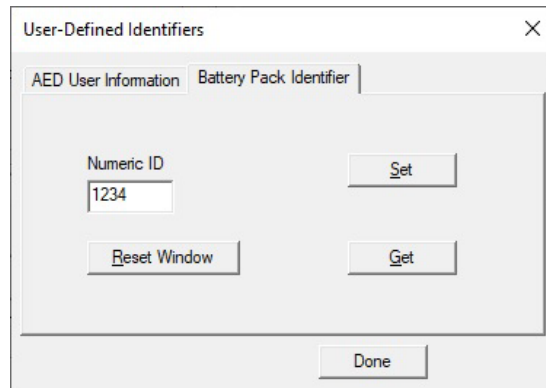 User-Defined Identifiers
AED User Information
Battery Pack Identifier
Numeric ID
1234
Set
Reset Window
Get
Done